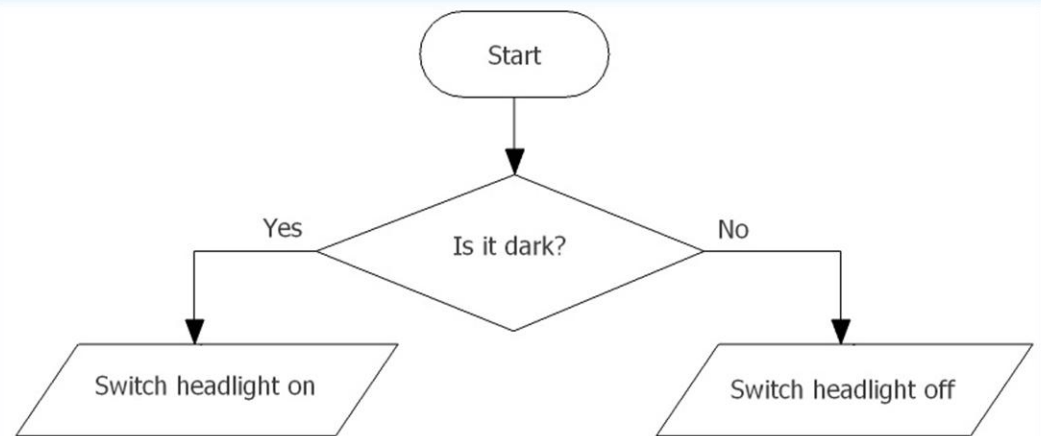 Start
Yes
No
Is it dark?
Switch headlight on
Switch headlight off